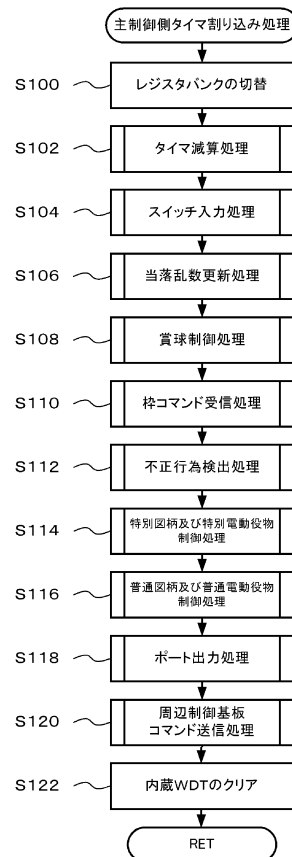 主制御側タイマ割り込み処理
S100
レジスタバンクの切替
S102
タイマ減算処理
S104
スイッチ入力処理
S106
当落乱数更新処理
S108
賞球制御処理
S110
枠コマンド受信処理
S112
不正行為検出処理
S114
特別図柄及び特別電動役物
制御処理
S116
普通図柄及び普通電動役物
制御処理
S118
ポート出力処理
S120
周辺制御基板
コマンド送信処理
S122
内蔵WDTのクリア
RET